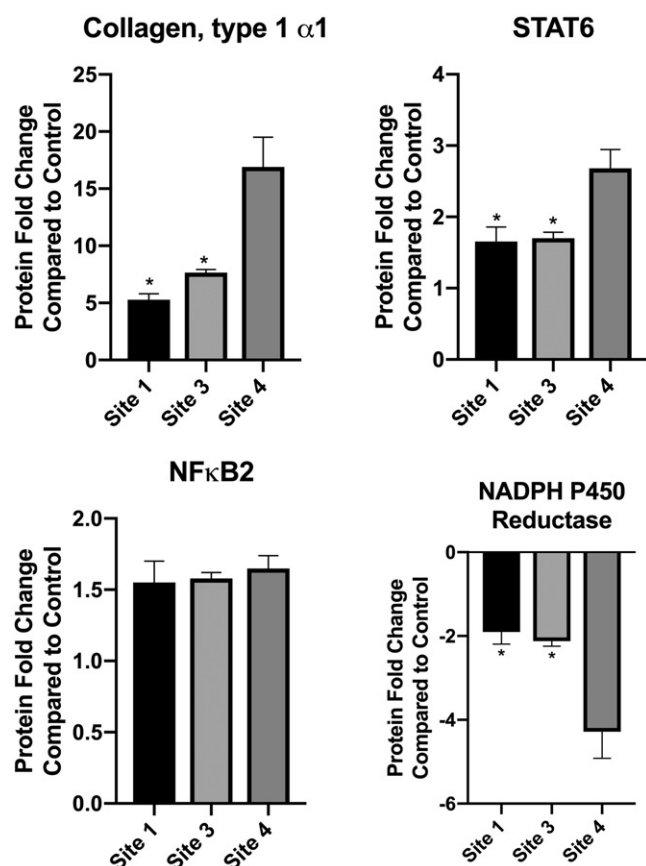 Collagen, type 1 α1
Protein Fold Change
Compared to Control
25
20
15
10
5
0
*
*
Site 1
Site 3
Site 4
STAT6
Protein Fold Change
Compared to Control
4
3
2
1
0
*
*
Site 1
Site 3
Site 4
NFκB2
Protein Fold Change
Compared to Control
2.0
1.5
1.0
0.5
0.0
Site 1
Site 3
Site 4
NADPH P450
Reductase
Protein Fold Change
Compared to Control
0
-2
-4
-6
*
*
Site 1
Site 3
Site 4